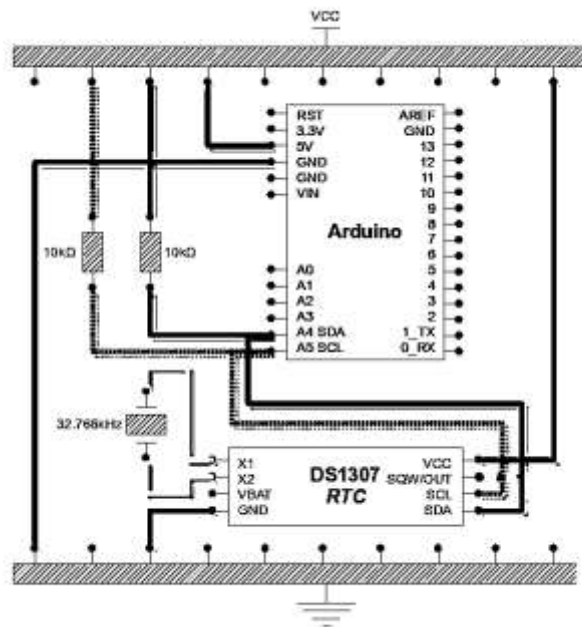 VCC
RST
3.3V
5V
GND
GND
VIN
AREF
GND
13
12
11
10
9
8
7
6
5
4
3
2
1_TX
0_RX
Arduino
A0
A1
A2
A3
A4 SDA
A5 SCL
10kΩ
10kΩ
32.768kHz
X1
X2
VBAT
GND
DS1307
RTC
VCC
SQW/OUT
SCL
SDA